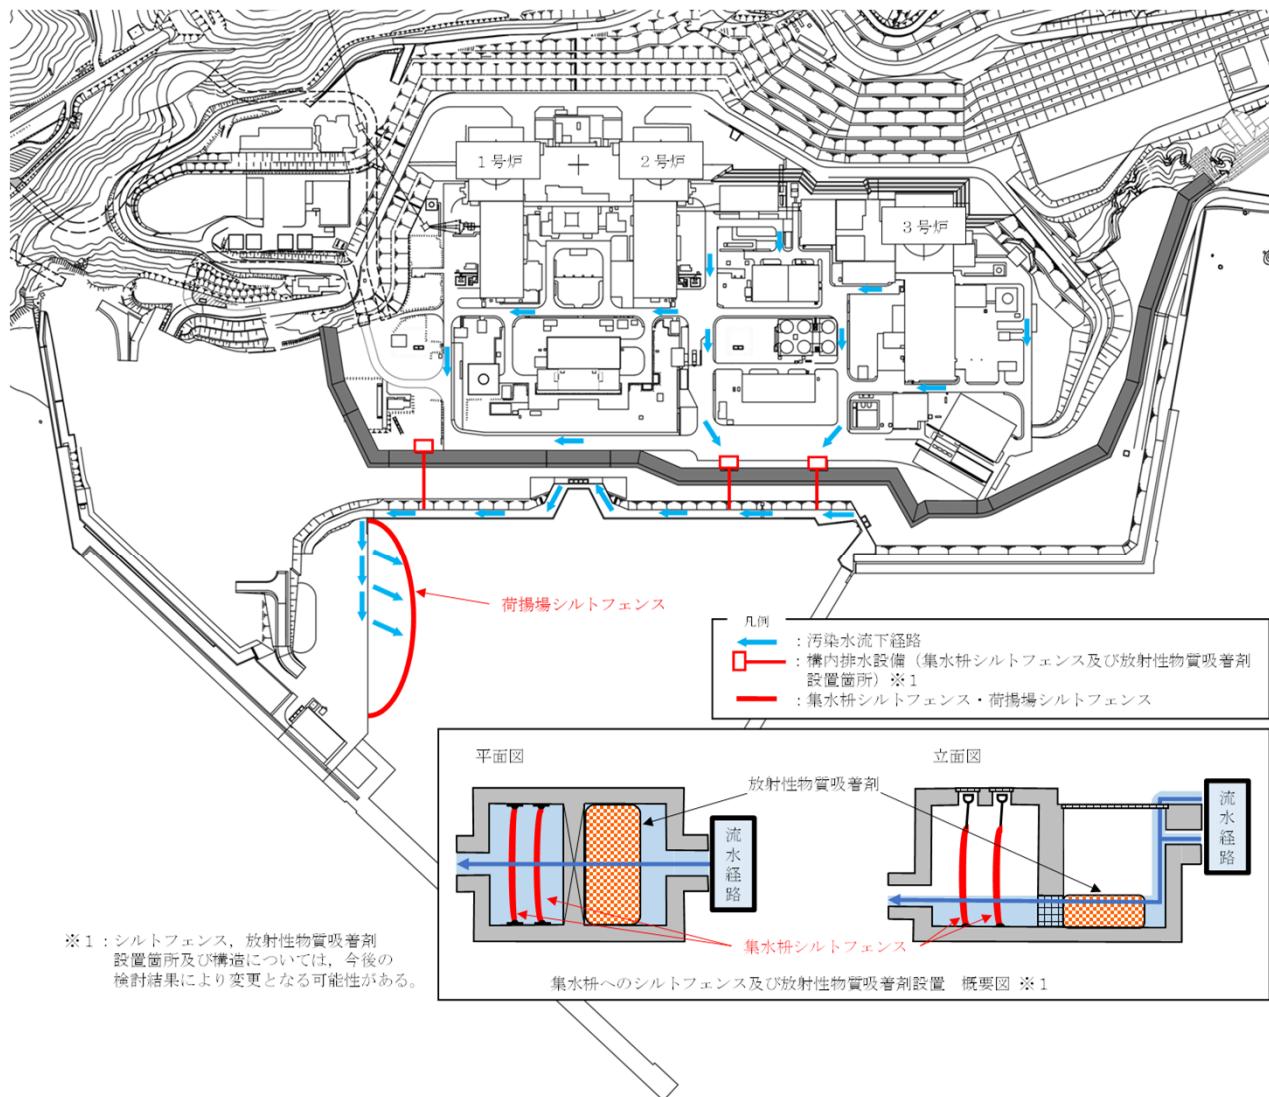 1号炉
2号炉
3号炉
荷揚場シルトフェンス
凡例
：汚染水流下経路
：構内排水設備（集水枡シルトフェンス及び放射性物質吸着剤
設置箇所）※1
：集水枡シルトフェンス・荷揚場シルトフェンス
平面図
立面図
放射性物質吸着剤
流水経路
流水経路
集水枡シルトフェンス
集水枡へのシルトフェンス及び放射性物質吸着剤設置　概要図 ※1
※1：シルトフェンス，放射性物質吸着剤
設置箇所及び構造については，今後の
検討結果により変更となる可能性がある。